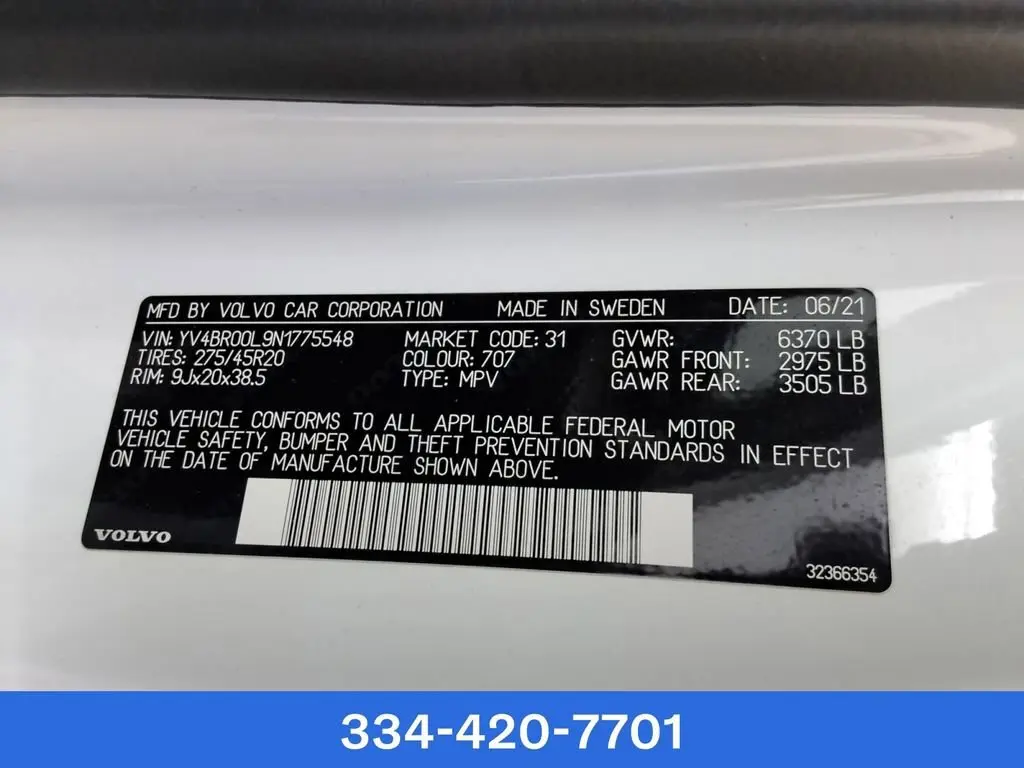 MFD BY VOLVO CAR CORPORATION MADE IN SWEDEN DATE: 06/21
VIN: YV4BR00L9N1775548 MARKET CODE: 31 GVWR: 6370 LB
TIRES: 275/45R20 COLOUR: 707 GAWR FRONT: 2975 LB
RIM: 9Jx20x38.5 TYPE: MPV GAWR REAR: 3505 LB
THIS VEHICLE CONFORMS TO ALL APPLICABLE FEDERAL MOTOR
VEHICLE SAFETY, BUMPER AND THEFT PREVENTION STANDARDS IN EFFECT
ON THE DATE OF MANUFACTURE SHOWN ABOVE.
VOLVO
32366354
334-420-7701